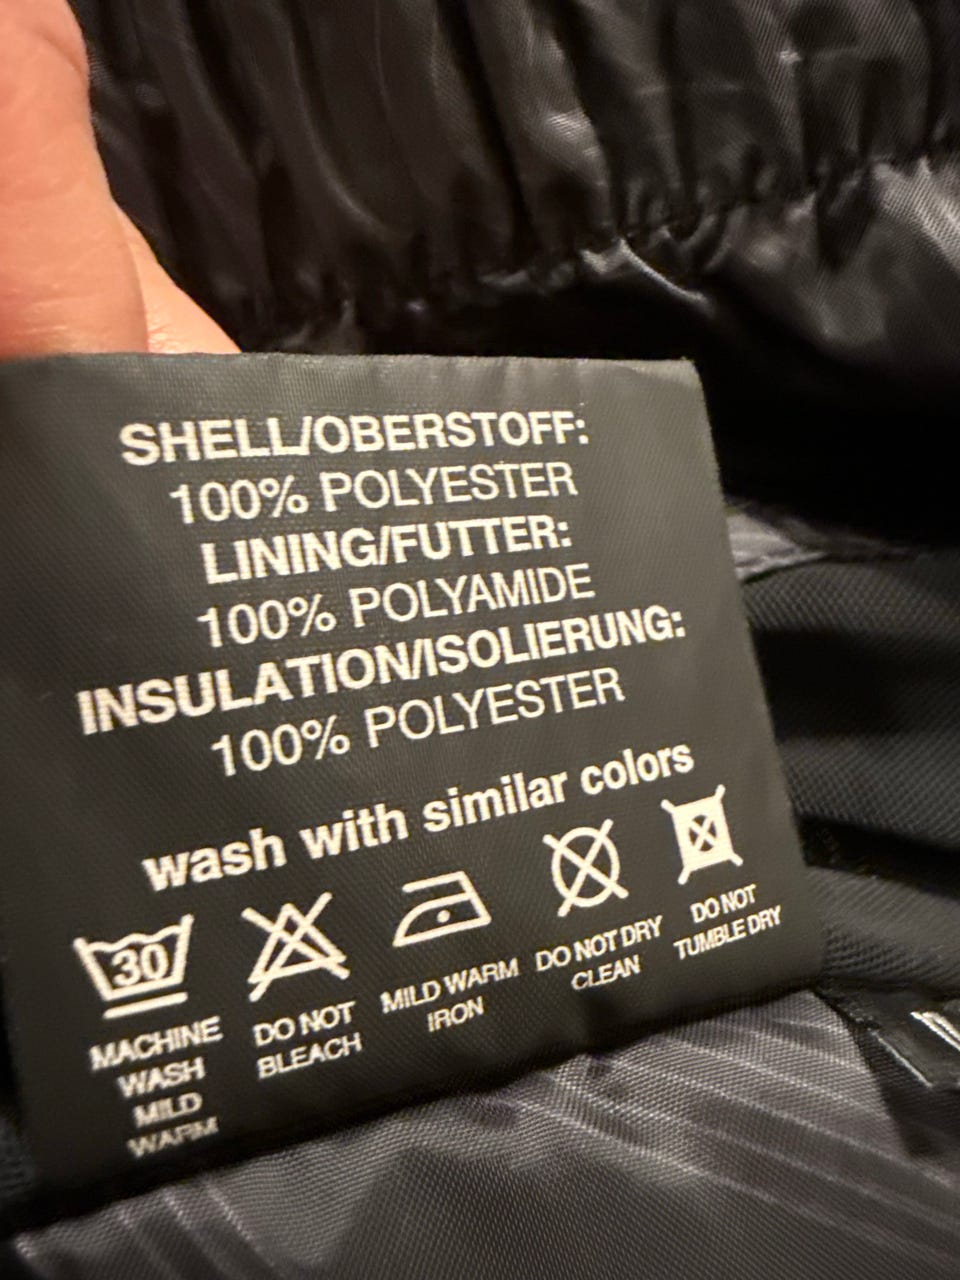 SHELL/OBERSTOFF:
100% POLYESTER
LINING/FUTTER:
100% POLYAMIDE
INSULATION/ISOLIERUNG:
100% POLYESTER
wash with similar colors
30
MACHINE
WASH
MILD
WARM
DO NOT
BLEACH
MILD WARM
IRON
DO NOT DRY
CLEAN
DO NOT
TUMBLE DRY